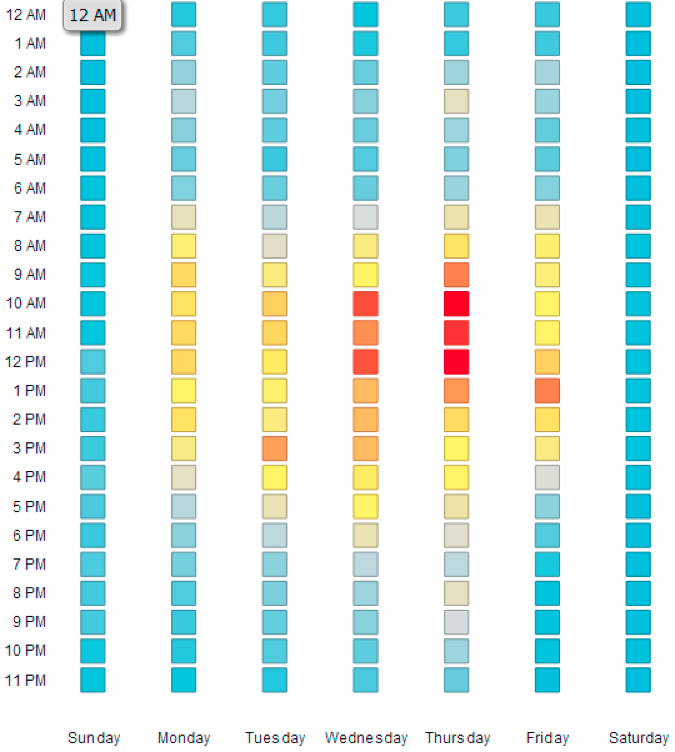 12 AM
12 AM
1 AM
2 AM
3 AM
4 AM
5 AM
6 AM
7 AM
8 AM
9 AM
10 AM
11 AM
12 PM
1 PM
2 PM
3 PM
4 PM
5 PM
6 PM
7 PM
8 PM
9 PM
10 PM
11 PM
Sunday Monday Tuesday Wednesday Thursday Friday Saturday